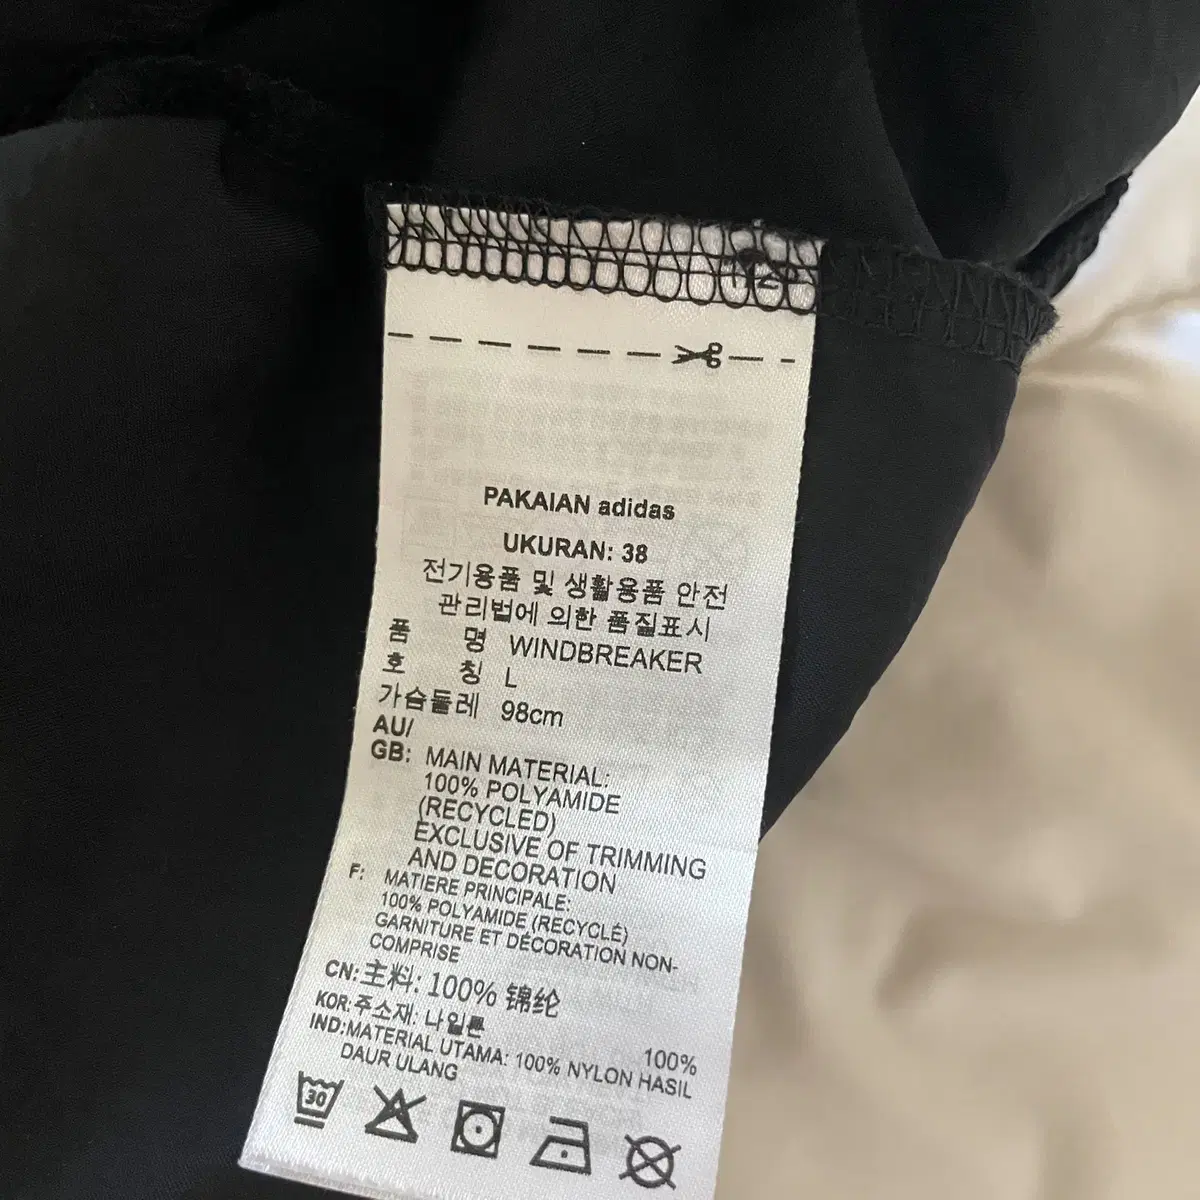 PAKAIAN adidas
UKURAN: 38
전기용품 및 생활용품 안전
관리법에 의한 품질표시
품 명 WINDBREAKER
호 칭 L
가슴둘레 98cm
AU/
GB: MAIN MATERIAL:
100% POLYAMIDE
(RECYCLED)
EXCLUSIVE OF TRIMMING
AND DECORATION
F: MATIERE PRINCIPALE:
100% POLYAMIDE (RECYCLÉ)
GARNITURE ET DÉCORATION NON-
COMPRISE
CN: 主料: 100% 锦纶
KOR: 주소재: 나일론 100%
IND: MATERIAL UTAMA: 100% NYLON HASIL
DAUR ULANG
30